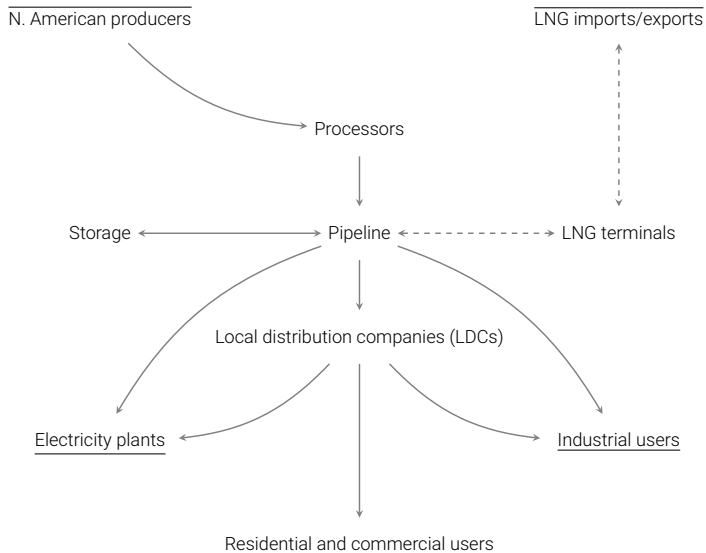 N. American producers
LNG imports/exports
Processors
Storage
Pipeline
LNG terminals
Local distribution companies (LDCs)
Electricity plants
Industrial users
Residential and commercial users